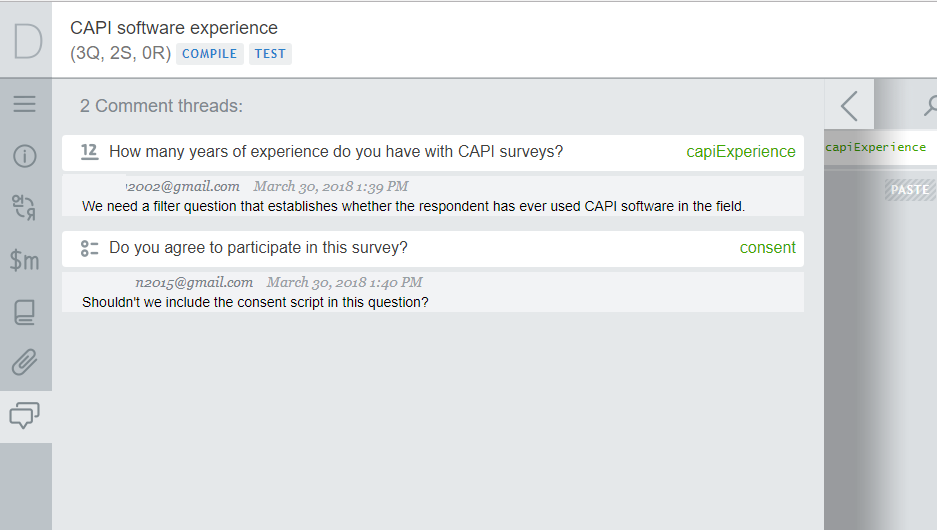 D
CAPI software experience
(3Q, 2S, 0R) COMPILE TEST
2 Comment threads:
12 How many years of experience do you have with CAPI surveys? capiExperience
2002@gmail.com March 30, 2018 1:39 PM
We need a filter question that establishes whether the respondent has ever used CAPI software in the field.
Do you agree to participate in this survey? consent
n2015@gmail.com March 30, 2018 1:40 PM
Shouldn't we include the consent script in this question?
$m
capiExperience
PASTE